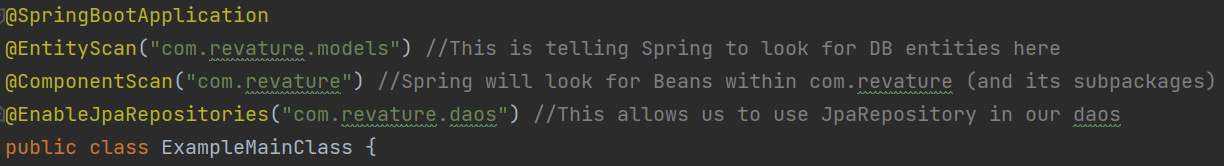 @SpringBootApplication
@EntityScan("com.revature.models") //This is telling Spring to look for DB entities here
@ComponentScan("com.revature") //Spring will look for Beans within com.revature (and its subpackages)
@EnableJpaRepositories("com.revature.daos") //This allows us to use JpaRepository in our daos
public class ExampleMainClass {